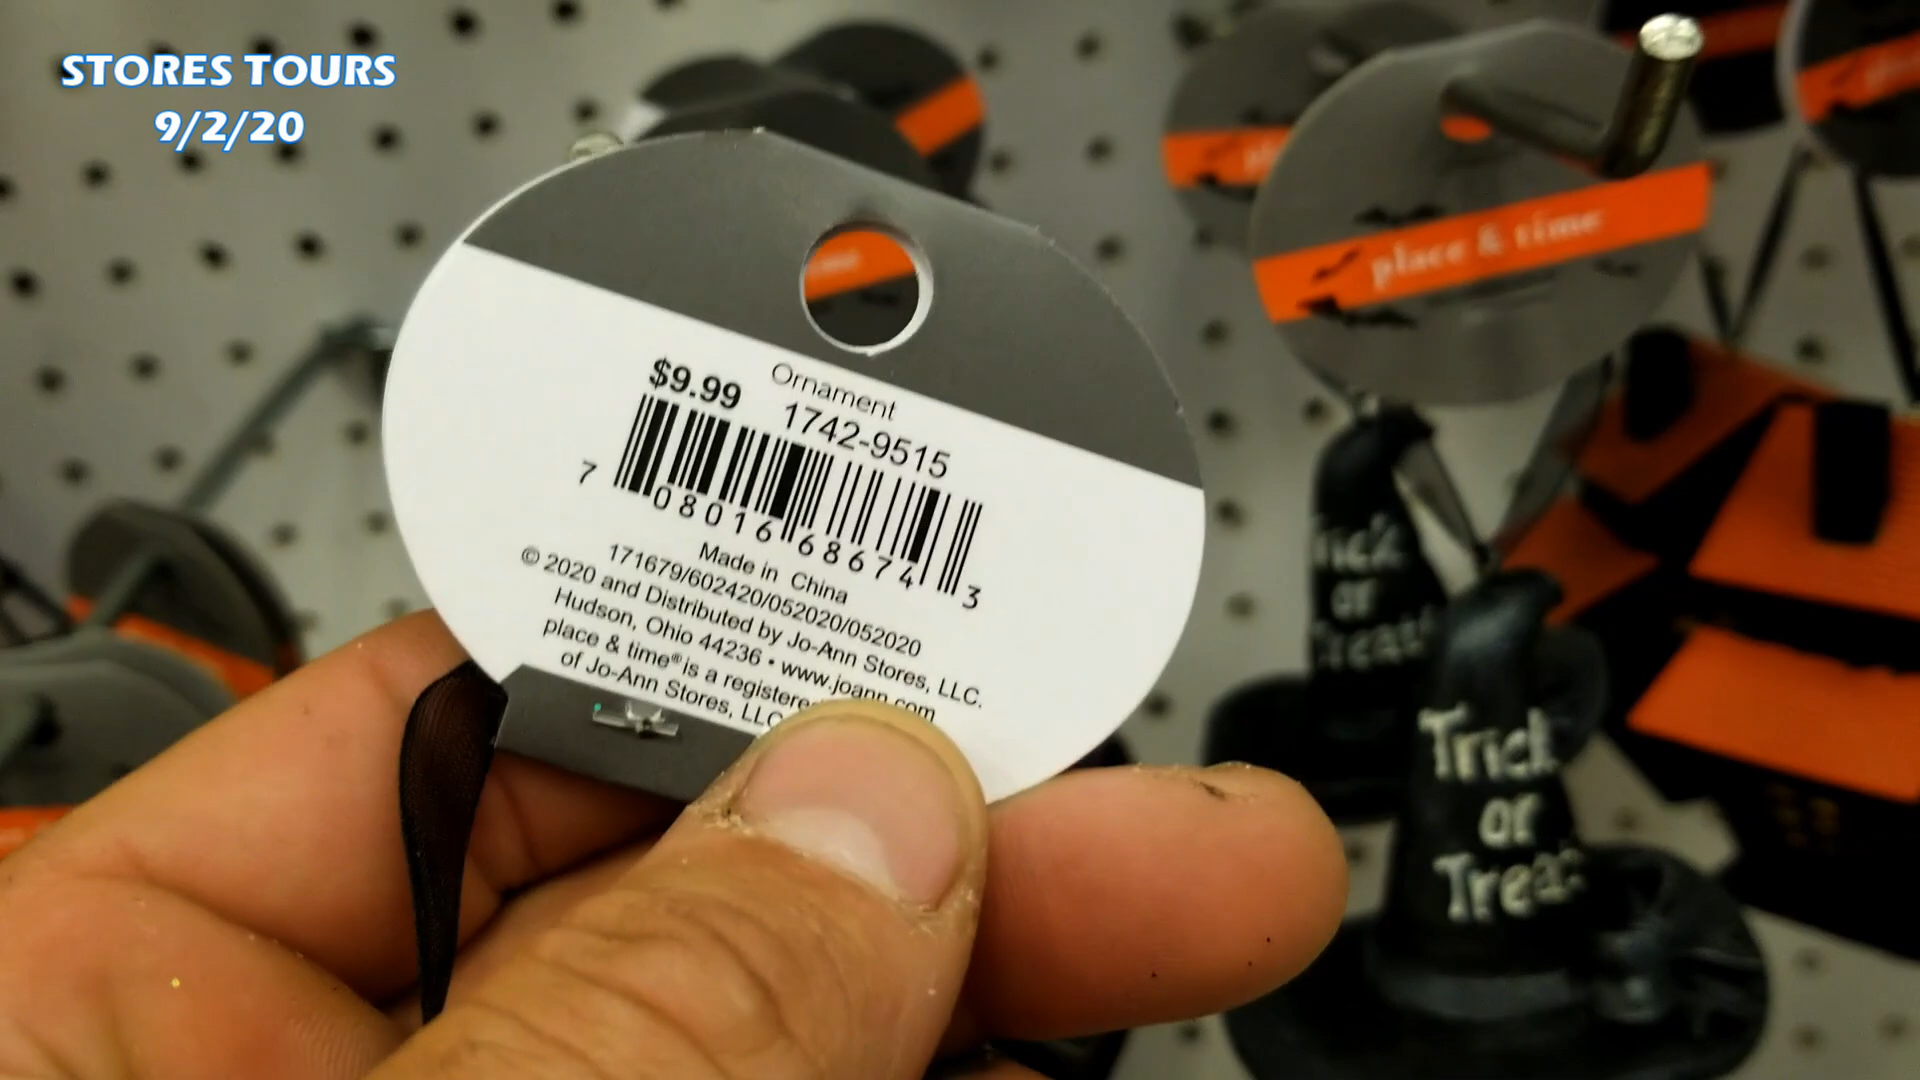 STORES TOURS
9/2/20
place & time
Ornament
$9.99
1742-9515
7 08016 68674 3
Made in China
171679/602420/052020/052020
© 2020 and Distributed by Jo-Ann Stores, LLC.
Hudson, Ohio 44236 • www.joann.com
place & time® is a
of Jo-Ann Stores, LLC
Trick
or
Treat
Trick
or
Treat